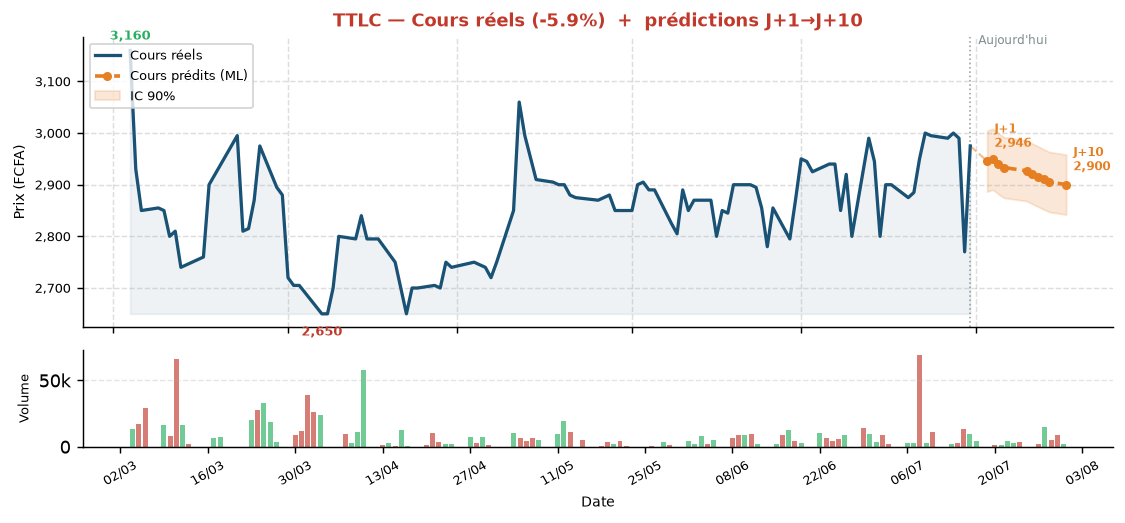 TTLC — Cours réels (-5.9%)  +  prédictions J+1→J+10
3,160
Aujourd'hui
Cours réels
Cours prédits (ML)
IC 90%
3,100
3,000
2,900
2,800
2,700
Prix (FCFA)
J+1
2,946
J+10
2,900
2,650
50k
0
Volume
02/03
16/03
30/03
13/04
27/04
11/05
25/05
08/06
22/06
06/07
20/07
03/08
Date